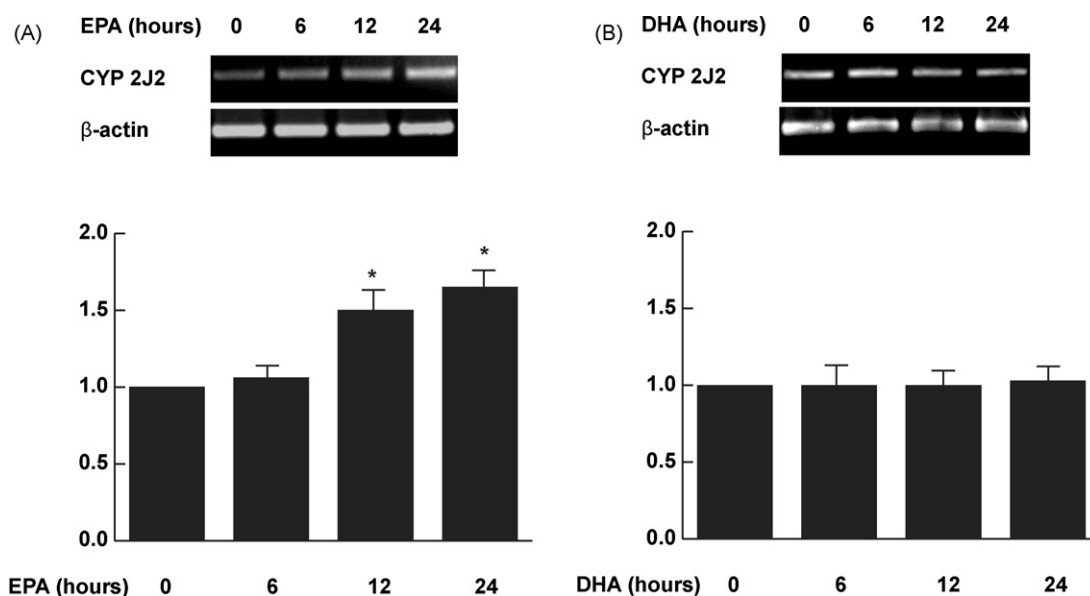 (A) EPA (hours) 0 6 12 24
CYP 2J2
β-actin
2.0
*
*
1.5
1.0
0.5
0.0
EPA (hours) 0 6 12 24
(B) DHA (hours) 0 6 12 24
CYP 2J2
β-actin
2.0
1.5
1.0
0.5
0.0
DHA (hours) 0 6 12 24